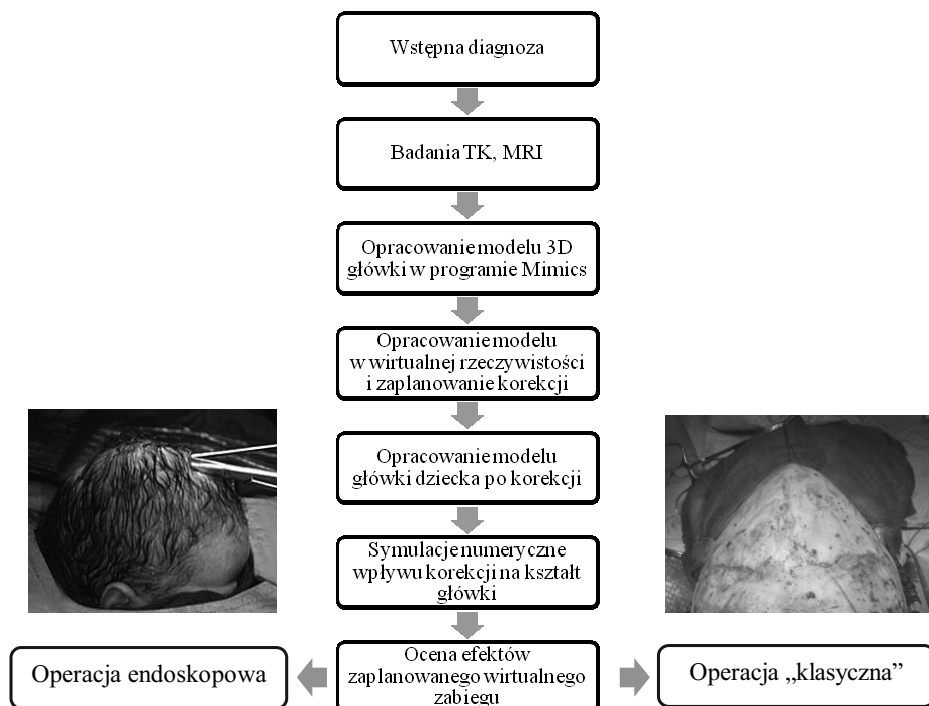 Wstępna diagnoza
Badania TK, MRI
Opracowanie modelu 3D
główki w programie Mimics
Opracowanie modelu
w wirtualnej rzeczywistości
i zaplanowanie korekcji
Opracowanie modelu
główki dziecka po korekcji
Symulacje numeryczne
wpływu korekcji na kształt
główki
Ocena efektów
zaplanowanego wirtualnego
zabiegu
Operacja endoskopowa
Operacja „klasyczna”